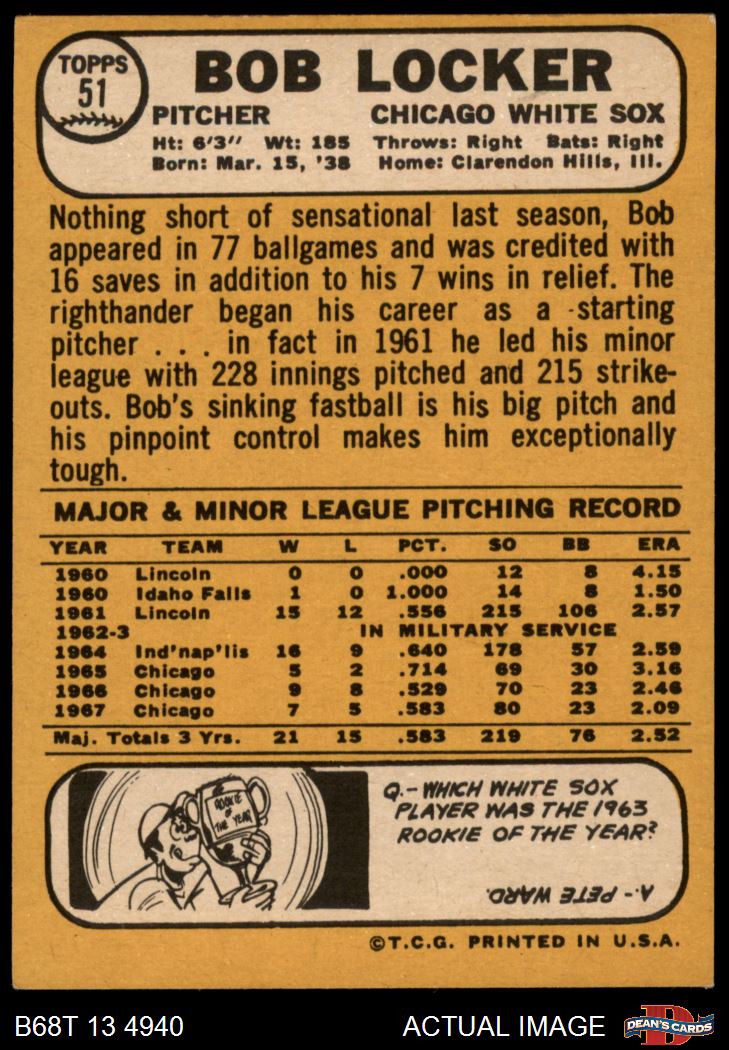 TOPPS
51
BOB LOCKER
PITCHER CHICAGO WHITE SOX
Ht: 6'3" Wt: 185 Throws: Right Bats: Right
Born: Mar. 15, '38 Home: Clarendon Hills, Ill.
Nothing short of sensational last season, Bob
appeared in 77 ballgames and was credited with
16 saves in addition to his 7 wins in relief. The
righthander began his career as a starting
pitcher . . . in fact in 1961 he led his minor
league with 228 innings pitched and 215 strike-
outs. Bob's sinking fastball is his big pitch and
his pinpoint control makes him exceptionally
tough.
MAJOR & MINOR LEAGUE PITCHING RECORD
YEAR TEAM W L PCT. SO BB ERA
1960 Lincoln 0 0 .000 12 8 4.15
1960 Idaho Falls 1 0 1.000 14 8 1.50
1961 Lincoln 15 12 .556 215 106 2.57
1962-3 IN MILITARY SERVICE
1964 Ind'nap'lis 16 9 .640 178 57 2.59
1965 Chicago 5 2 .714 69 30 3.16
1966 Chicago 9 8 .529 70 23 2.46
1967 Chicago 7 5 .583 80 23 2.09
Maj. Totals 3 Yrs. 21 15 .583 219 76 2.52
ROOKIE
OF
THE YEAR
Q.-WHICH WHITE SOX
PLAYER WAS THE 1963
ROOKIE OF THE YEAR?
A.-PETE WARD.
©T.C.G. PRINTED IN U.S.A.
B68T 13 4940 ACTUAL IMAGE
D
DEAN'S CARDS